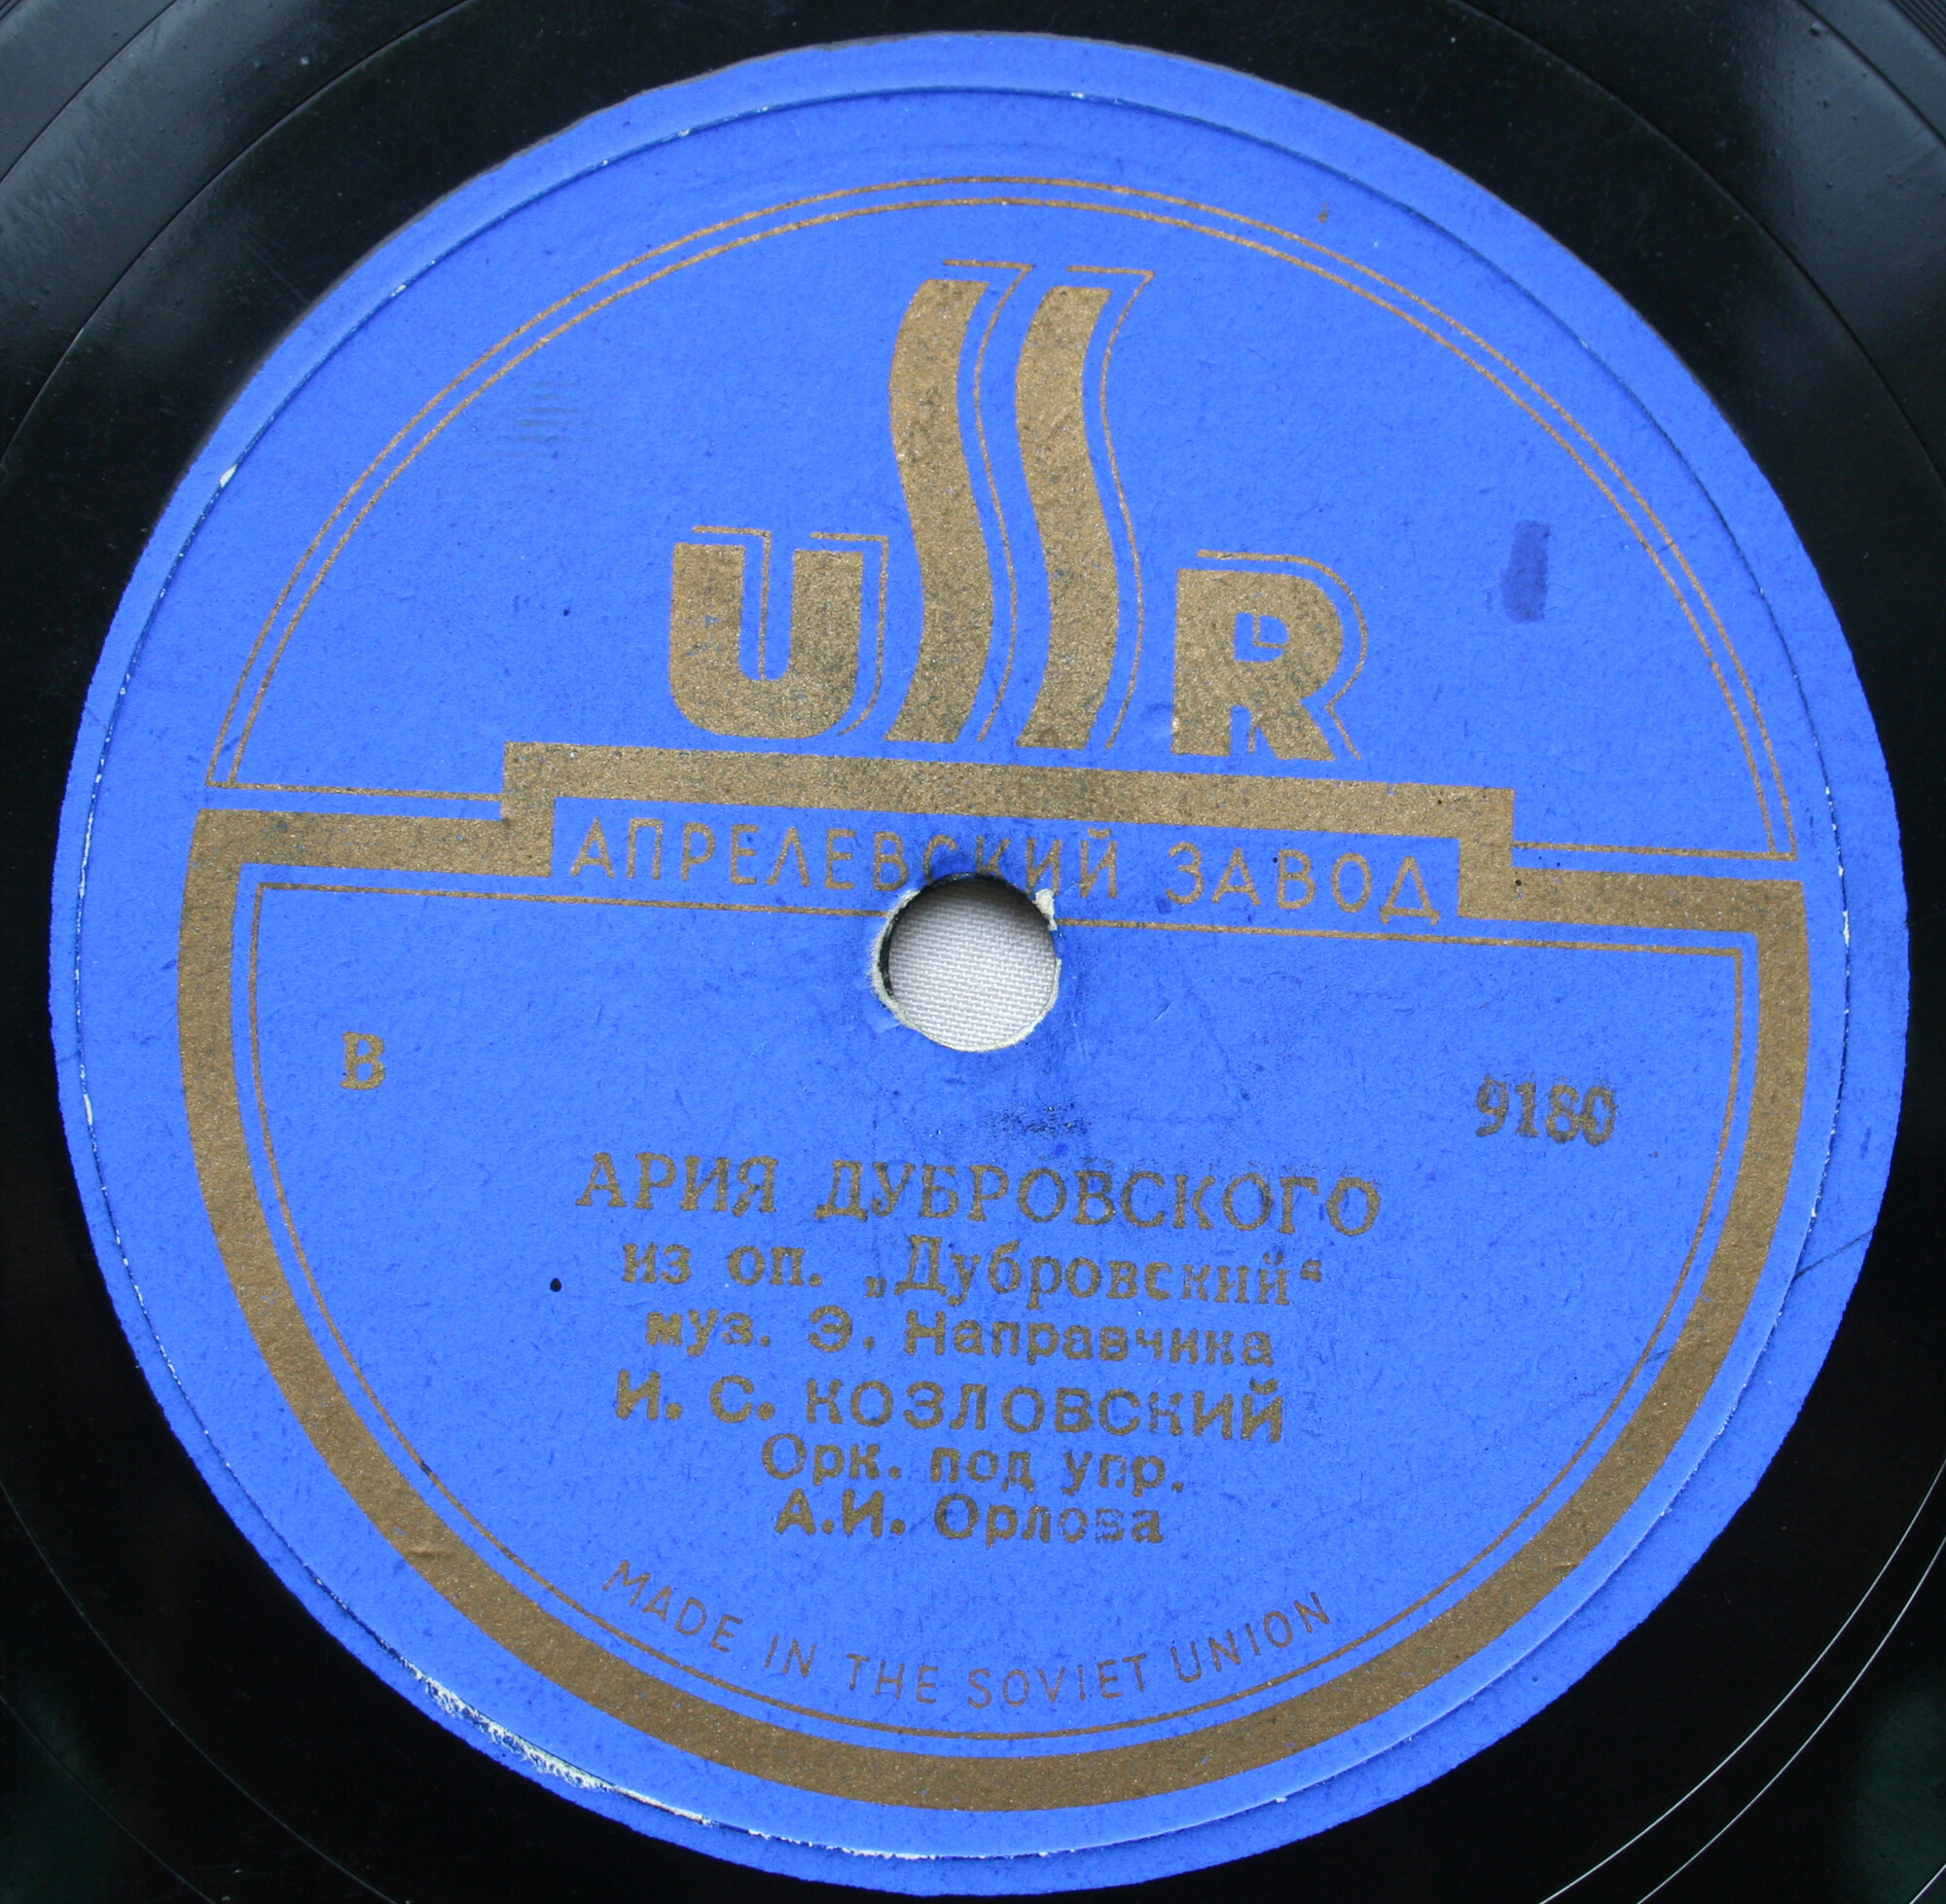 USSR
АПРЕЛЕВСКИЙ ЗАВОД
В 9180
АРИЯ ДУБРОВСКОГО
из оп. „Дубровский“
муз. Э. Направчика
И. С. КОЗЛОВСКИЙ
Орк. под упр.
А.И. Орлова
MADE IN THE SOVIET UNION